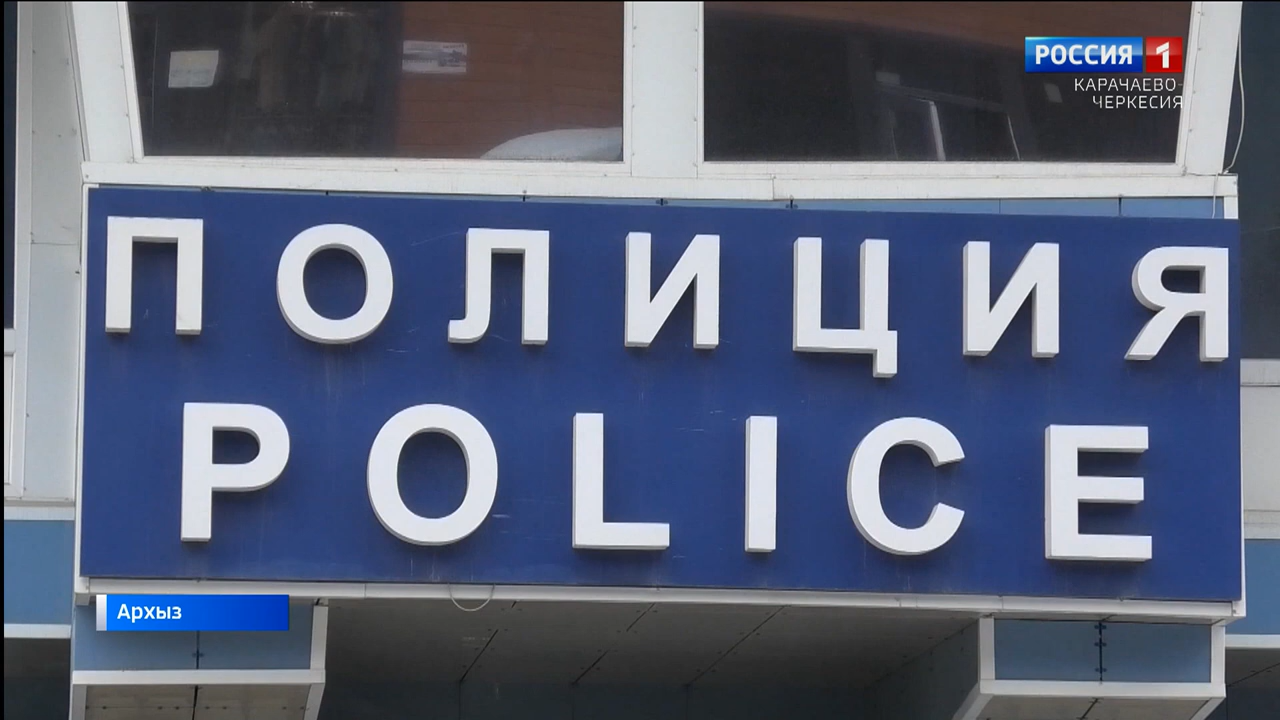 РОССИЯ 1
КАРАЧАЕВО-
ЧЕРКЕСИЯ
ПОЛИЦИЯ
POLICE
Архыз